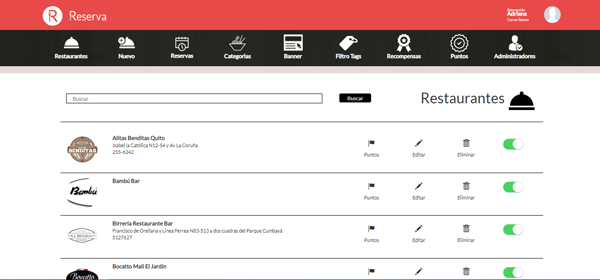 R Reserva
Bienvenido
Adriana
Cerrar Sesion
Restaurantes
Nuevo
Reservas
Categorias
Banner
Filtro Tags
Recompensas
Puntos
Administradores
Buscar
Buscar
Restaurantes
BENDITAS
Alitas Benditas Quito
Isabel la Católica N12-54 y Av La Coruña
255-6242
Puntos
Editar
Eliminar
Bambú
Bambú Bar
Puntos
Editar
Eliminar
Birrería Restaurante Bar
Francisco de Orellana y Línea Ferrea N53-513 a dos cuadras del Parque Cumbayá
5127627
Puntos
Editar
Eliminar
Bocatto
Bocatto Mall El Jardín